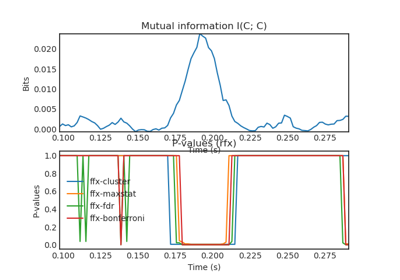 Mutual information I(C; C)
0.020
0.015
0.010
0.005
0.000
Bits
0.100 0.125 0.150 0.175 0.200 0.225 0.250 0.275
Time (s)
P-values (rfx)
1.0
0.8
0.6
0.4
0.2
0.0
P-values
ffx-cluster
ffx-maxstat
ffx-fdr
ffx-bonferroni
0.100 0.125 0.150 0.175 0.200 0.225 0.250 0.275
Time (s)